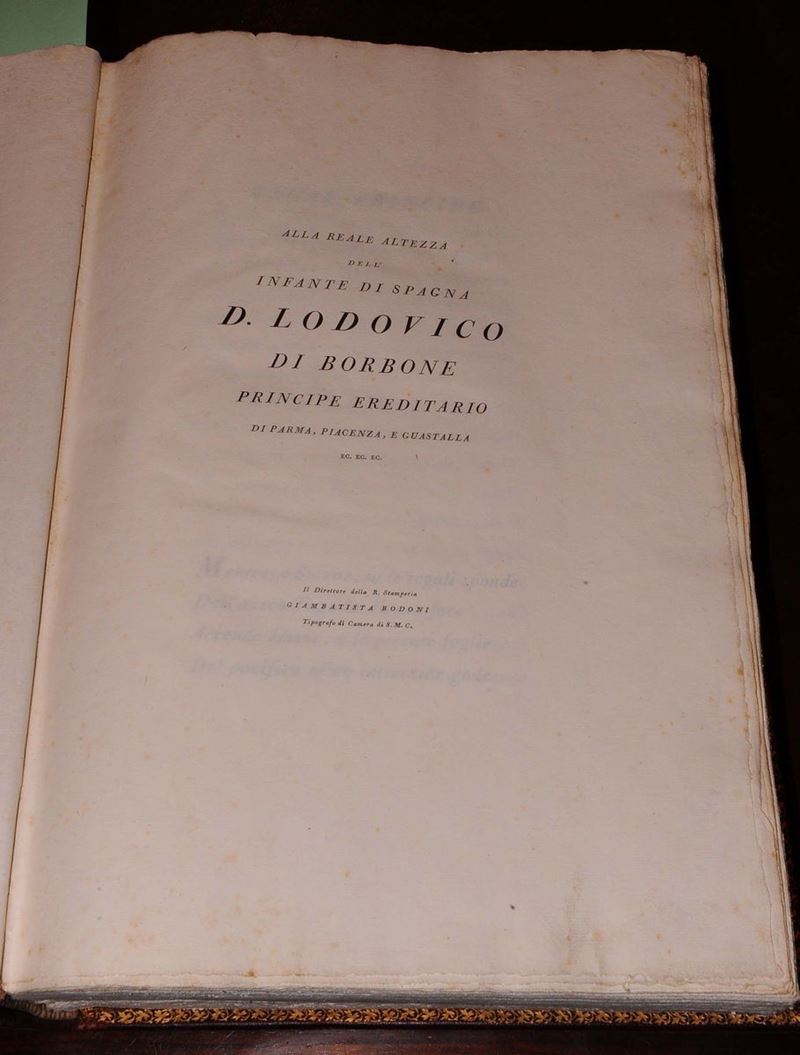 ALLA REALE ALTEZZA
DELL'
INFANTE DI SPAGNA
D. LODOVICO
DI BORBONE
PRINCIPE EREDITARIO
DI PARMA, PIACENZA, E GUASTALLA
EC. EC. EC.
Il Direttore della R. Stamperia
GIAMBATISTA BODONI
Tipografo di Camera di S. M. C.